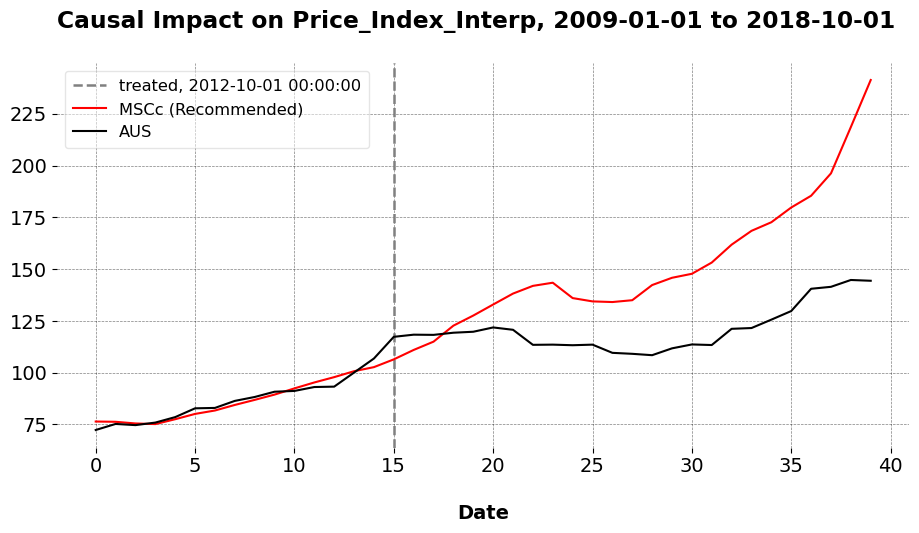 Causal Impact on Price_Index_Interp, 2009-01-01 to 2018-10-01
treated, 2012-10-01 00:00:00
MSCc (Recommended)
AUS
225
200
175
150
125
100
75
0 5 10 15 20 25 30 35 40
Date